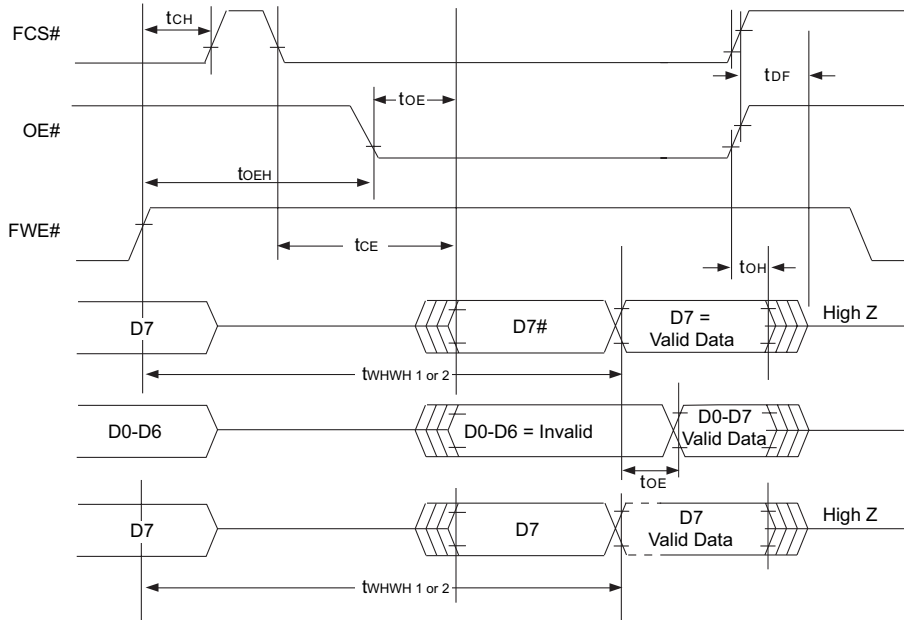 FCS#
tCH
tDF
OE#
tOE
tOEH
FWE#
tCE
tOH
D7
D7#
D7 =
Valid Data
High Z
tWHWH 1 or 2
D0-D6
D0-D6 = Invalid
D0-D7
Valid Data
tOE
D7
D7
D7
Valid Data
High Z
tWHWH 1 or 2